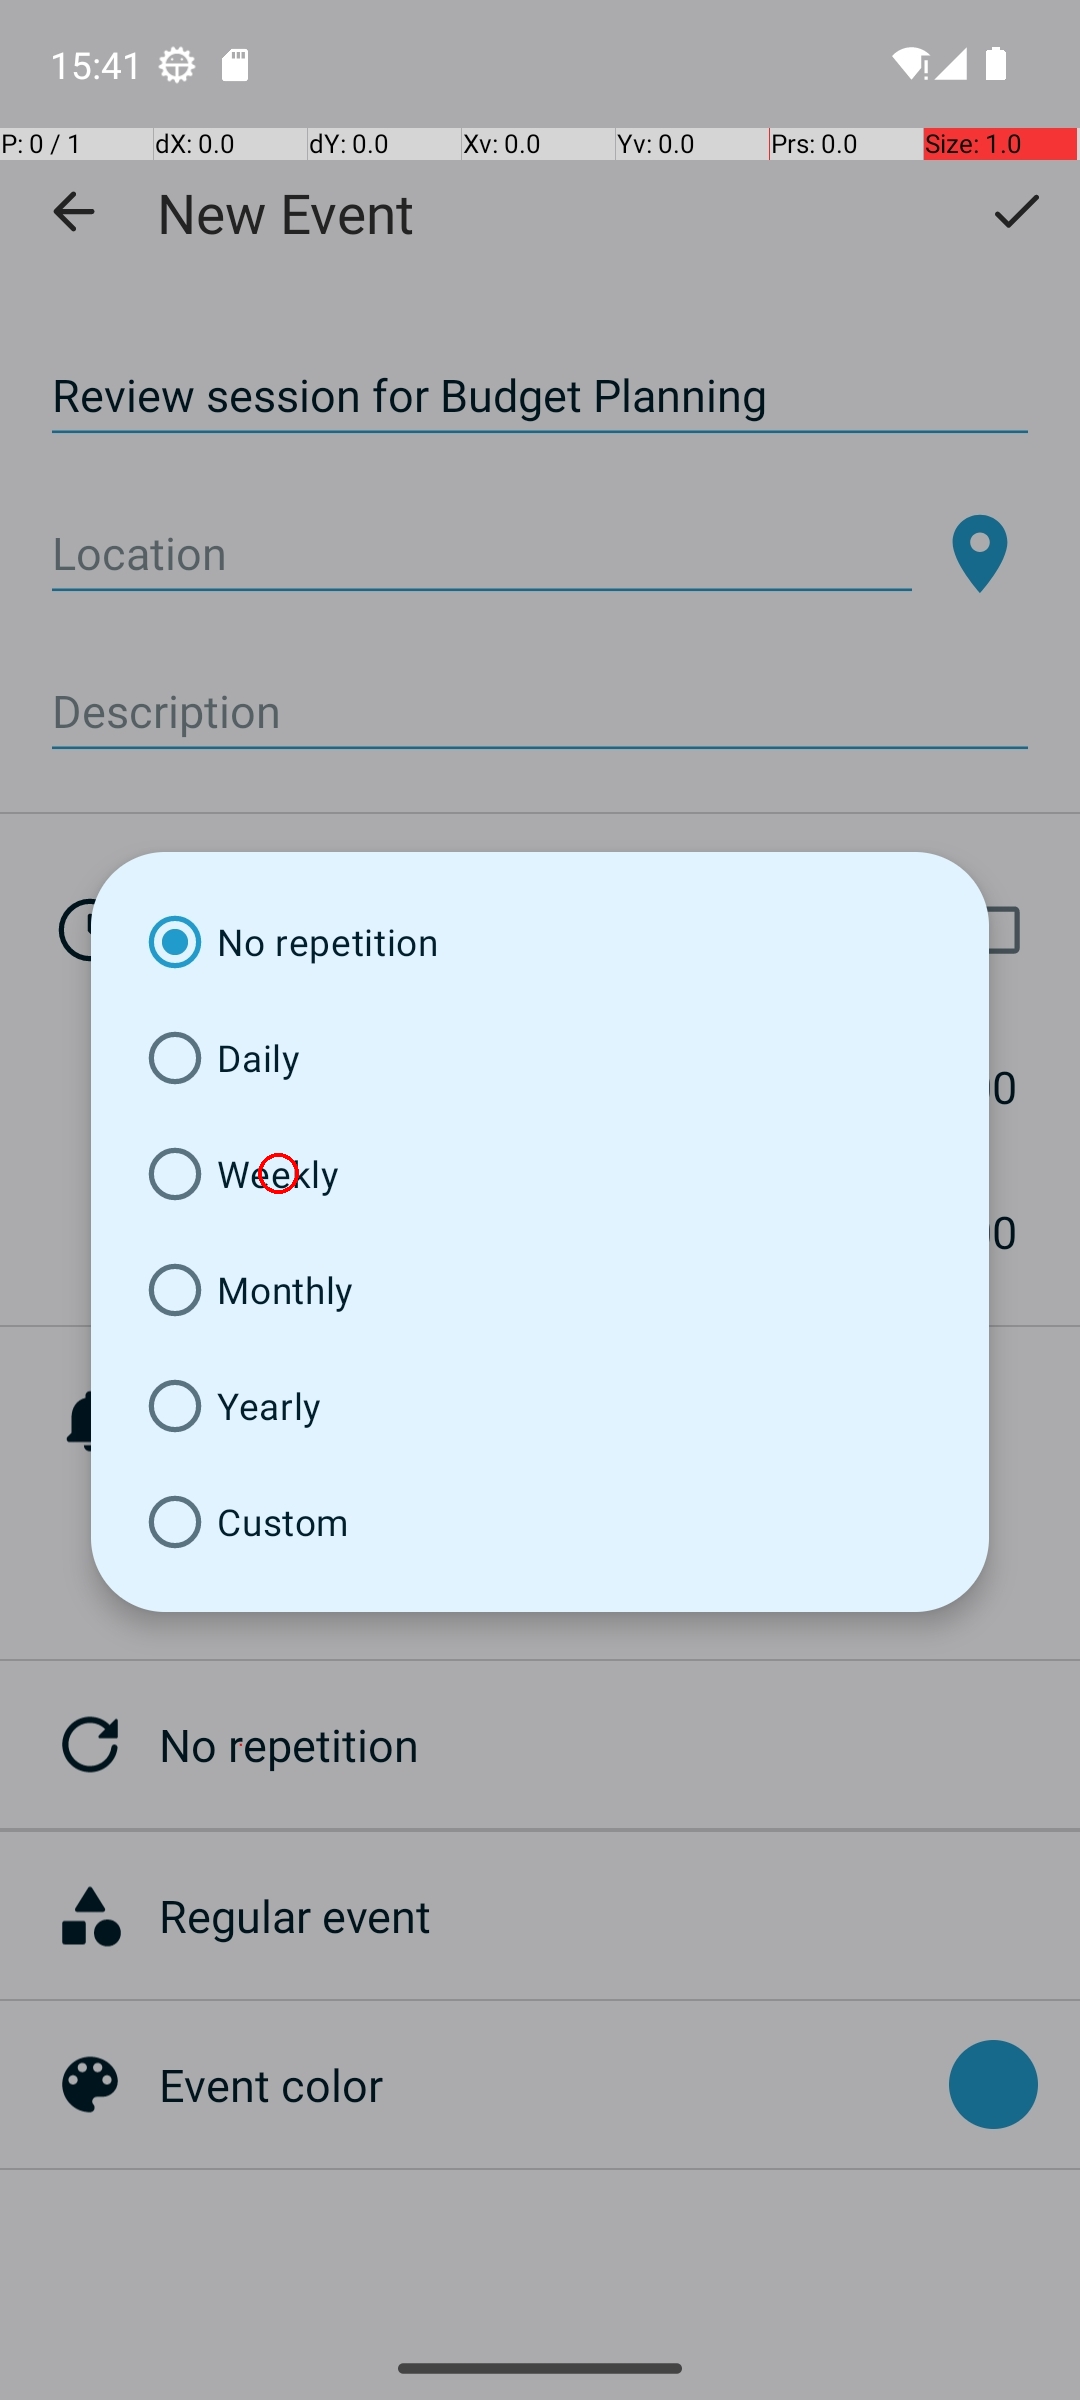 15:41
P: 0 / 1 dX: 0.0 dY: 0.0 Xv: 0.0 Yv: 0.0 Prs: 0.0 Size: 1.0
New Event
Review session for Budget Planning
Location
Description
No repetition
Daily
00
Weekly
00
Monthly
Yearly
Custom
No repetition
Regular event
Event color